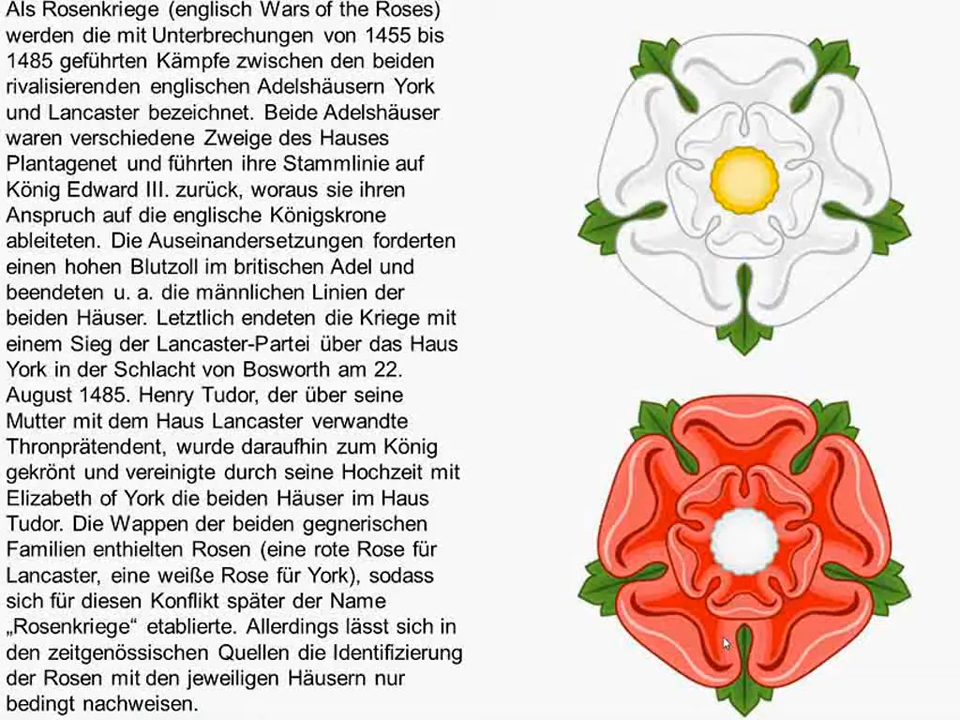 Als Rosenkriege (englisch Wars of the Roses)
werden die mit Unterbrechungen von 1455 bis
1485 geführten Kämpfe zwischen den beiden
rivalisierenden englischen Adelshäusern York
und Lancaster bezeichnet. Beide Adelshäuser
waren verschiedene Zweige des Hauses
Plantagenet und führten ihre Stammlinie auf
König Edward III. zurück, woraus sie ihren
Anspruch auf die englische Königskrone
ableiteten. Die Auseinandersetzungen forderten
einen hohen Blutzoll im britischen Adel und
beendeten u. a. die männlichen Linien der
beiden Häuser. Letztlich endeten die Kriege mit
einem Sieg der Lancaster-Partei über das Haus
York in der Schlacht von Bosworth am 22.
August 1485. Henry Tudor, der über seine
Mutter mit dem Haus Lancaster verwandte
Thronprätendent, wurde daraufhin zum König
gekrönt und vereinigte durch seine Hochzeit mit
Elizabeth of York die beiden Häuser im Haus
Tudor. Die Wappen der beiden gegnerischen
Familien enthielten Rosen (eine rote Rose für
Lancaster, eine weiße Rose für York), sodass
sich für diesen Konflikt später der Name
„Rosenkriege“ etablierte. Allerdings lässt sich in
den zeitgenössischen Quellen die Identifizierung
der Rosen mit den jeweiligen Häusern nur
bedingt nachweisen.